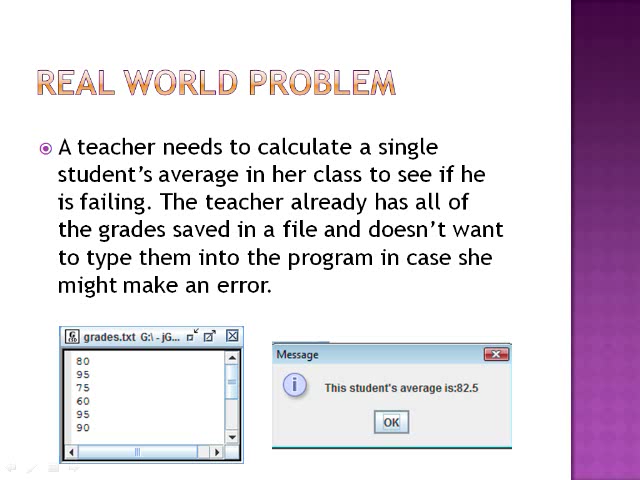 REAL WORLD PROBLEM
A teacher needs to calculate a single
student's average in her class to see if he
is failing. The teacher already has all of
the grades saved in a file and doesn't want
to type them into the program in case she
might make an error.
grades.txt G:\ - jG...
80
95
75
60
95
90
Message
This student's average is:82.5
OK